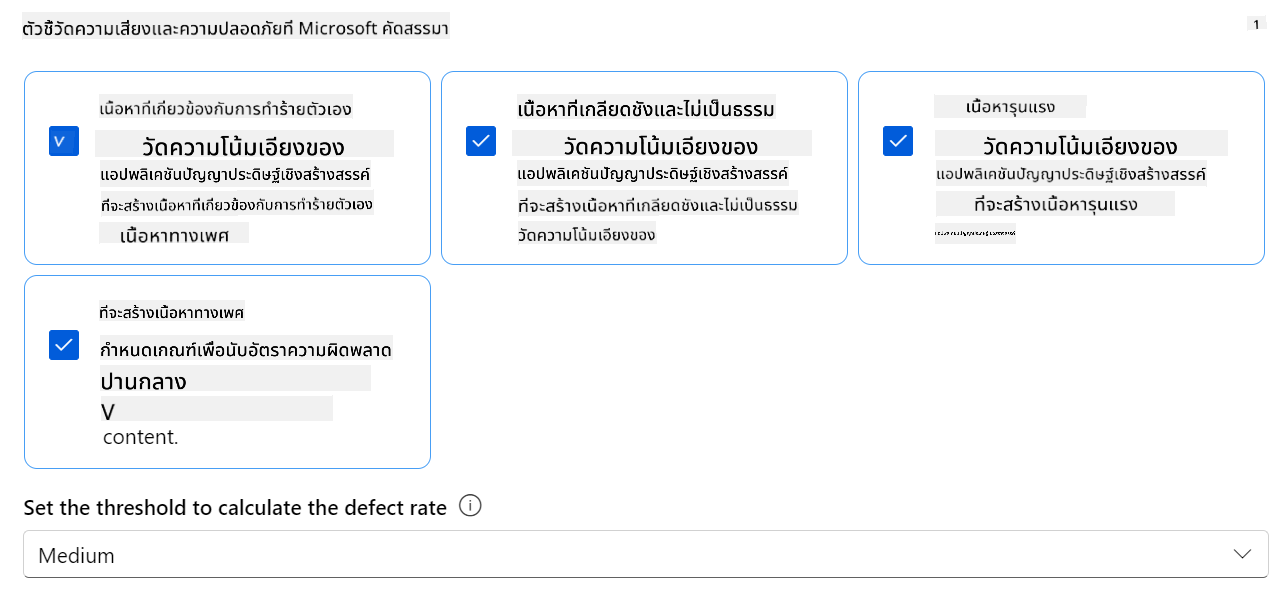 ตัวชี้วัดความเสี่ยงและความปลอดภัยที่ Microsoft คัดสรรมา
1
เนื้อหาที่เกี่ยวข้องกับการทำร้ายตัวเอง
V
วัดความโน้มเอียงของ
แอปพลิเคชันปัญญาประดิษฐ์เชิงสร้างสรรค์
ที่จะสร้างเนื้อหาที่เกี่ยวข้องกับการทำร้ายตัวเอง
เนื้อหาทางเพศ
เนื้อหาที่เกลียดชังและไม่เป็นธรรม
วัดความโน้มเอียงของ
แอปพลิเคชันปัญญาประดิษฐ์เชิงสร้างสรรค์
ที่จะสร้างเนื้อหาที่เกลียดชังและไม่เป็นธรรม
วัดความโน้มเอียงของ
เนื้อหารุนแรง
วัดความโน้มเอียงของ
แอปพลิเคชันปัญญาประดิษฐ์เชิงสร้างสรรค์
ที่จะสร้างเนื้อหารุนแรง
ที่จะสร้างเนื้อหาทางเพศ
กำหนดเกณฑ์เพื่อนับอัตราความผิดพลาด
ปานกลาง
V
content.
Set the threshold to calculate the defect rate
Medium